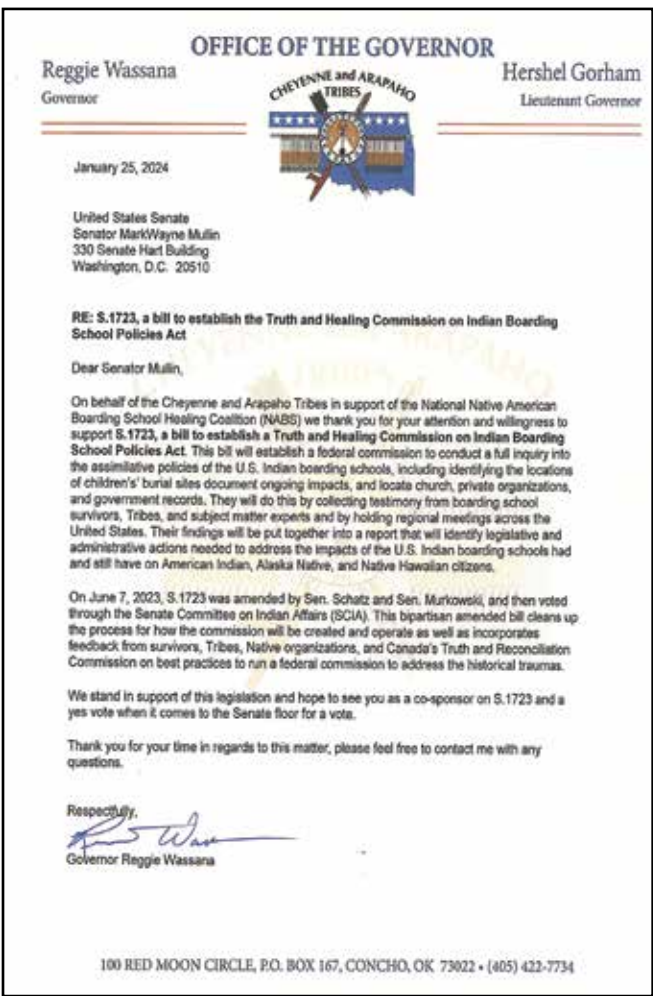 OFFICE OF THE GOVERNOR
Reggie Wassana
Governor
Hershel Gorham
Lieutenant Governor
CHEYENNE and ARAPAHO
TRIBES
January 25, 2024
United States Senate
Senator MarkWayne Mullin
330 Senate Hart Building
Washington, D.C. 20510
RE: S.1723, a bill to establish the Truth and Healing Commission on Indian Boarding
School Policies Act
Dear Senator Mullin,
On behalf of the Cheyenne and Arapaho Tribes in support of the National Native American
Boarding School Healing Coalition (NABS) we thank you for your attention and willingness to
support S.1723, a bill to establish a Truth and Healing Commission on Indian Boarding
School Policies Act. This bill will establish a federal commission to conduct a full inquiry into
the assimilative policies of the U.S. Indian boarding schools, including identifying the locations
of children's' burial sites document ongoing impacts, and locate church, private organizations,
and government records. They will do this by collecting testimony from boarding school
survivors, Tribes, and subject matter experts and by holding regional meetings across the
United States. Their findings will be put together into a report that will identify legislative and
administrative actions needed to address the impacts of the U.S. Indian boarding schools had
and still have on American Indian, Alaska Native, and Native Hawaiian citizens.
On June 7, 2023, S.1723 was amended by Sen. Schatz and Sen. Murkowski, and then voted
through the Senate Committee on Indian Affairs (SCIA). This bipartisan amended bill cleans up
the process for how the commission will be created and operate as well as incorporates
feedback from survivors, Tribes, Native organizations, and Canada's Truth and Reconciliation
Commission on best practices to run a federal commission to address the historical traumas.
We stand in support of this legislation and hope to see you as a co-sponsor on S.1723 and a
yes vote when it comes to the Senate floor for a vote.
Thank you for your time in regards to this matter, please feel free to contact me with any
questions.
Respectfully,
Governor Reggie Wassana
100 RED MOON CIRCLE, P.O. BOX 167, CONCHO, OK 73022 • (405) 422-7734